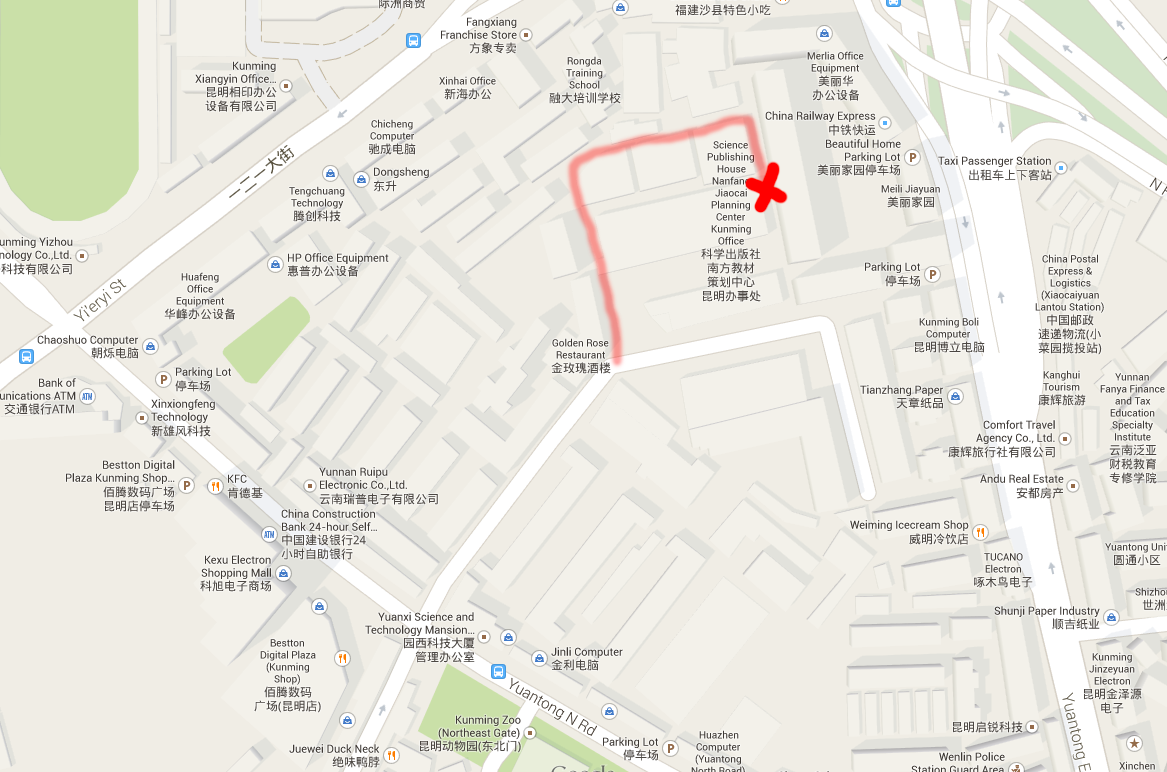 际洲商贸
Fangxiang
Franchise Store
方象专卖
福建沙县特色小吃
Kunming
Xiangyin Office...
昆明相印办公
设备有限公司
Xinhai Office
新海办公
Rongda
Training
School
融大培训学校
Merlia Office
Equipment
美丽华
办公设备
China Railway Express
中铁快运
Chicheng
Computer
驰成电脑
Dongsheng
东升
一二一大街
Tengchuang
Technology
腾创科技
Science
Publishing
House
Nanfang
Jiaocai
Planning
Center
Kunming
Office
科学出版社
南方教材
策划中心
昆明办事处
Beautiful Home
Parking Lot
美丽家园停车场
P
Taxi Passenger Station
出租车上下客站
Meili Jiayuan
美丽家园
unming Yizhou
nology Co.,Ltd.
科技有限公司
HP Office Equipment
惠普办公设备
Huafeng
Office
Equipment
华峰办公设备
Yi'eryi St
Parking Lot
停车场
P
China Postal
Express &
Logistics
(Xiaocaiyuan
Lantou Station)
中国邮政
速递物流(小
菜园揽投站)
Chaoshuo Computer
朝烁电脑
Golden Rose
Restaurant
金玫瑰酒楼
Kunming Boli
Computer
昆明博立电脑
P
Parking Lot
停车场
Bank of
unications ATM
交通银行ATM
ATM
Xinxiongfeng
Technology
新雄风科技
Tianzhang Paper
天章纸品
Kanghui
Tourism
康辉旅游
Yunnan
Fanya Finance
and Tax
Education
Specialty
Institute
云南泛亚
财税教育
专修学院
Comfort Travel
Agency Co., Ltd.
康辉旅行社有限公司
Bestton Digital
Plaza Kunming Shop...
佰腾数码广场
昆明店停车场
P
KFC
肯德基
Yunnan Ruipu
Electronic Co.,Ltd.
云南瑞普电子有限公司
Andu Real Estate
安都房产
China Construction
Bank 24-hour Self...
中国建设银行24
小时自助银行
ATM
Weiming Icecream Shop
威明冷饮店
Kexu Electron
Shopping Mall
科旭电子商场
TUCANO
Electron
啄木鸟电子
Yuantong Uni
圆通小区
Shunji Paper Industry
顺吉纸业
Shizho
世洲
Yuanxi Science and
Technology Mansion...
园西科技大厦
管理办公室
Bestton
Digital Plaza
(Kunming
Shop)
佰腾数码
广场(昆明店)
Jinli Computer
金利电脑
Kunming
Jinzeyuan
Electron
昆明金泽源
电子
Yuantong N Rd
Kunming Zoo
(Northeast Gate)
昆明动物园(东北门)
Juewei Duck Neck
绝味鸭脖
Parking Lot
停车场
P
Huazhen
Computer
(Yuantong
North Road)
昆明启锐科技
Wenlin Police
Station Guard Area
Yuantong E
Xinchen
Google